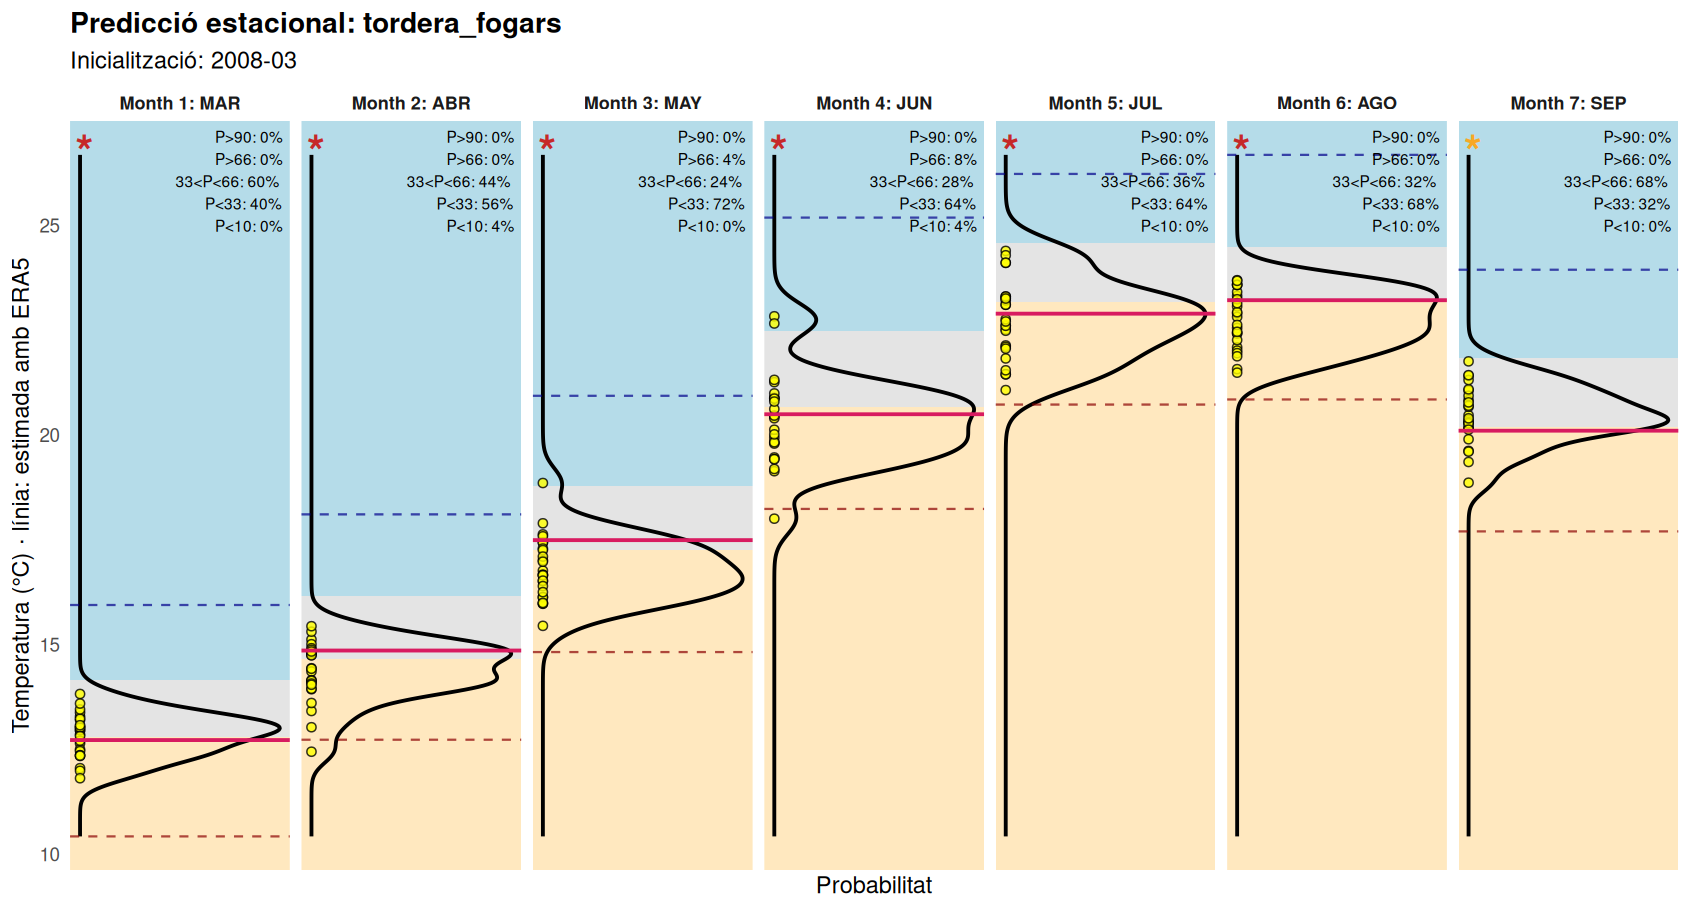 Predicció estacional: tordera_fogars
Inicialització: 2008-03
Month 1: MAR
Month 2: ABR
Month 3: MAY
Month 4: JUN
Month 5: JUL
Month 6: AGO
Month 7: SEP
*
P>90: 0%
P>66: 0%
33<P<66: 60%
P<33: 40%
P<10: 0%
*
P>90: 0%
P>66: 0%
33<P<66: 44%
P<33: 56%
P<10: 4%
*
P>90: 0%
P>66: 4%
33<P<66: 24%
P<33: 72%
P<10: 0%
*
P>90: 0%
P>66: 8%
33<P<66: 28%
P<33: 64%
P<10: 4%
*
P>90: 0%
P>66: 0%
33<P<66: 36%
P<33: 64%
P<10: 0%
*
P>90: 0%
P>66: 0%
33<P<66: 32%
P<33: 68%
P<10: 0%
*
P>90: 0%
P>66: 0%
33<P<66: 68%
P<33: 32%
P<10: 0%
25
20
15
10
Temperatura (°C) · línia: estimada amb ERA5
Probabilitat